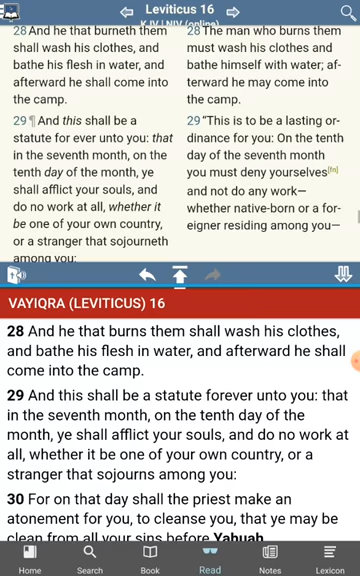 Leviticus 16
KJV | NIV (online)
28 And he that burneth them
shall wash his clothes, and
bathe his flesh in water, and
afterward he shall come into
the camp.
29 ¶ And this shall be a
statute for ever unto you: that
in the seventh month, on the
tenth day of the month, ye
shall afflict your souls, and
do no work at all, whether it
be one of your own country,
or a stranger that sojourneth
among you:
28 The man who burns them
must wash his clothes and
bathe himself with water; af-
terward he may come into
the camp.
29 “This is to be a lasting or-
dinance for you: On the tenth
day of the seventh month
you must deny yourselves[fn]
and not do any work—
whether native-born or a for-
eigner residing among you—
VAYIQRA (LEVITICUS) 16
28 And he that burns them shall wash his clothes,
and bathe his flesh in water, and afterward he shall
come into the camp.
29 And this shall be a statute forever unto you: that
in the seventh month, on the tenth day of the
month, ye shall afflict your souls, and do no work at
all, whether it be one of your own country, or a
stranger that sojourns among you:
30 For on that day shall the priest make an
atonement for you, to cleanse you, that ye may be
clean from all your sins before Yahuah
Home
Search
Book
Read
Notes
Lexicon